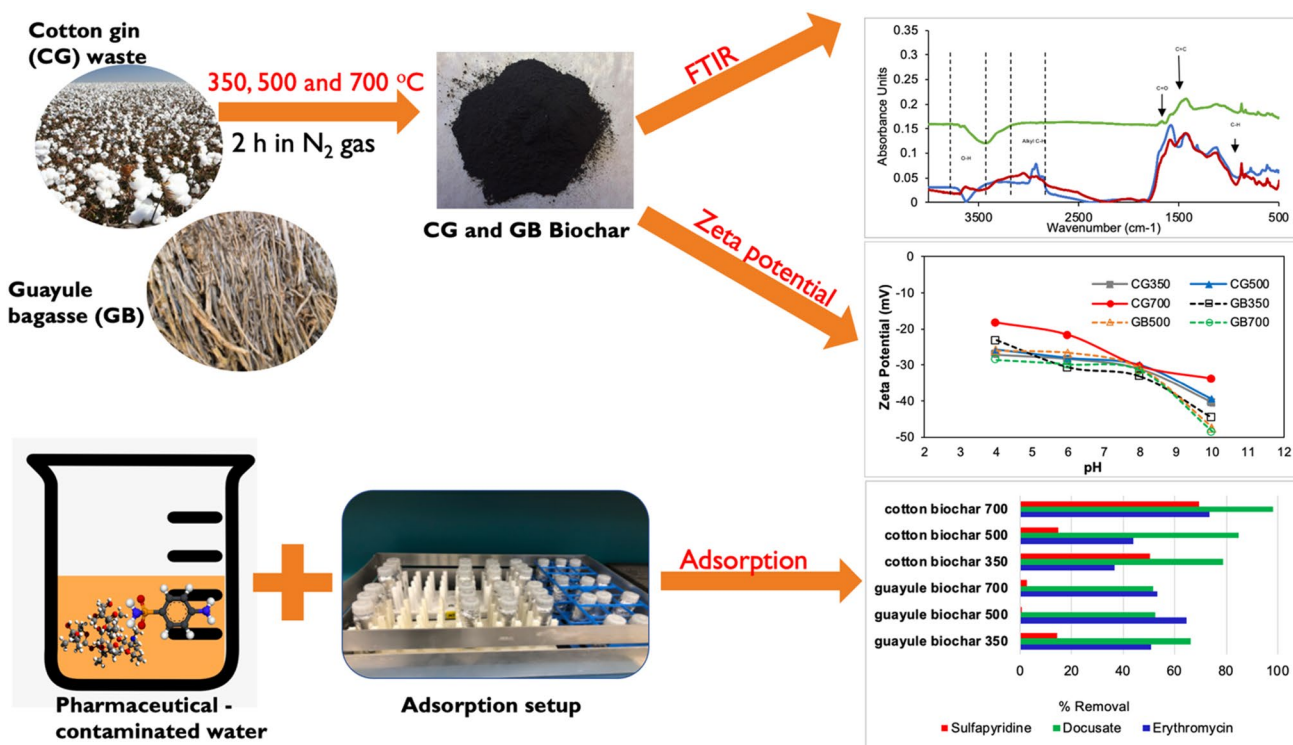 Cotton gin
(CG) waste
350, 500 and 700 °C
2 h in N2 gas
Guayule
bagasse (GB)
CG and GB Biochar
FTIR
Zeta potential
Absorbance Units
0.35
0.3
0.25
0.2
0.15
0.1
0.05
0
O-H
Alkyl C-H
C=O
C=C
C-H
3500
2500
1500
500
Wavenumber (cm-1)
Zeta Potential (mV)
0
-10
-20
-30
-40
-50
CG350
CG500
CG700
GB350
GB500
GB700
2 3 4 5 6 7 8 9 10 11 12
pH
Pharmaceutical -
contaminated water
Adsorption setup
Adsorption
cotton biochar 700
cotton biochar 500
cotton biochar 350
guayule biochar 700
guayule biochar 500
guayule biochar 350
0 20 40 60 80 100
% Removal
Sulfapyridine Docusate Erythromycin